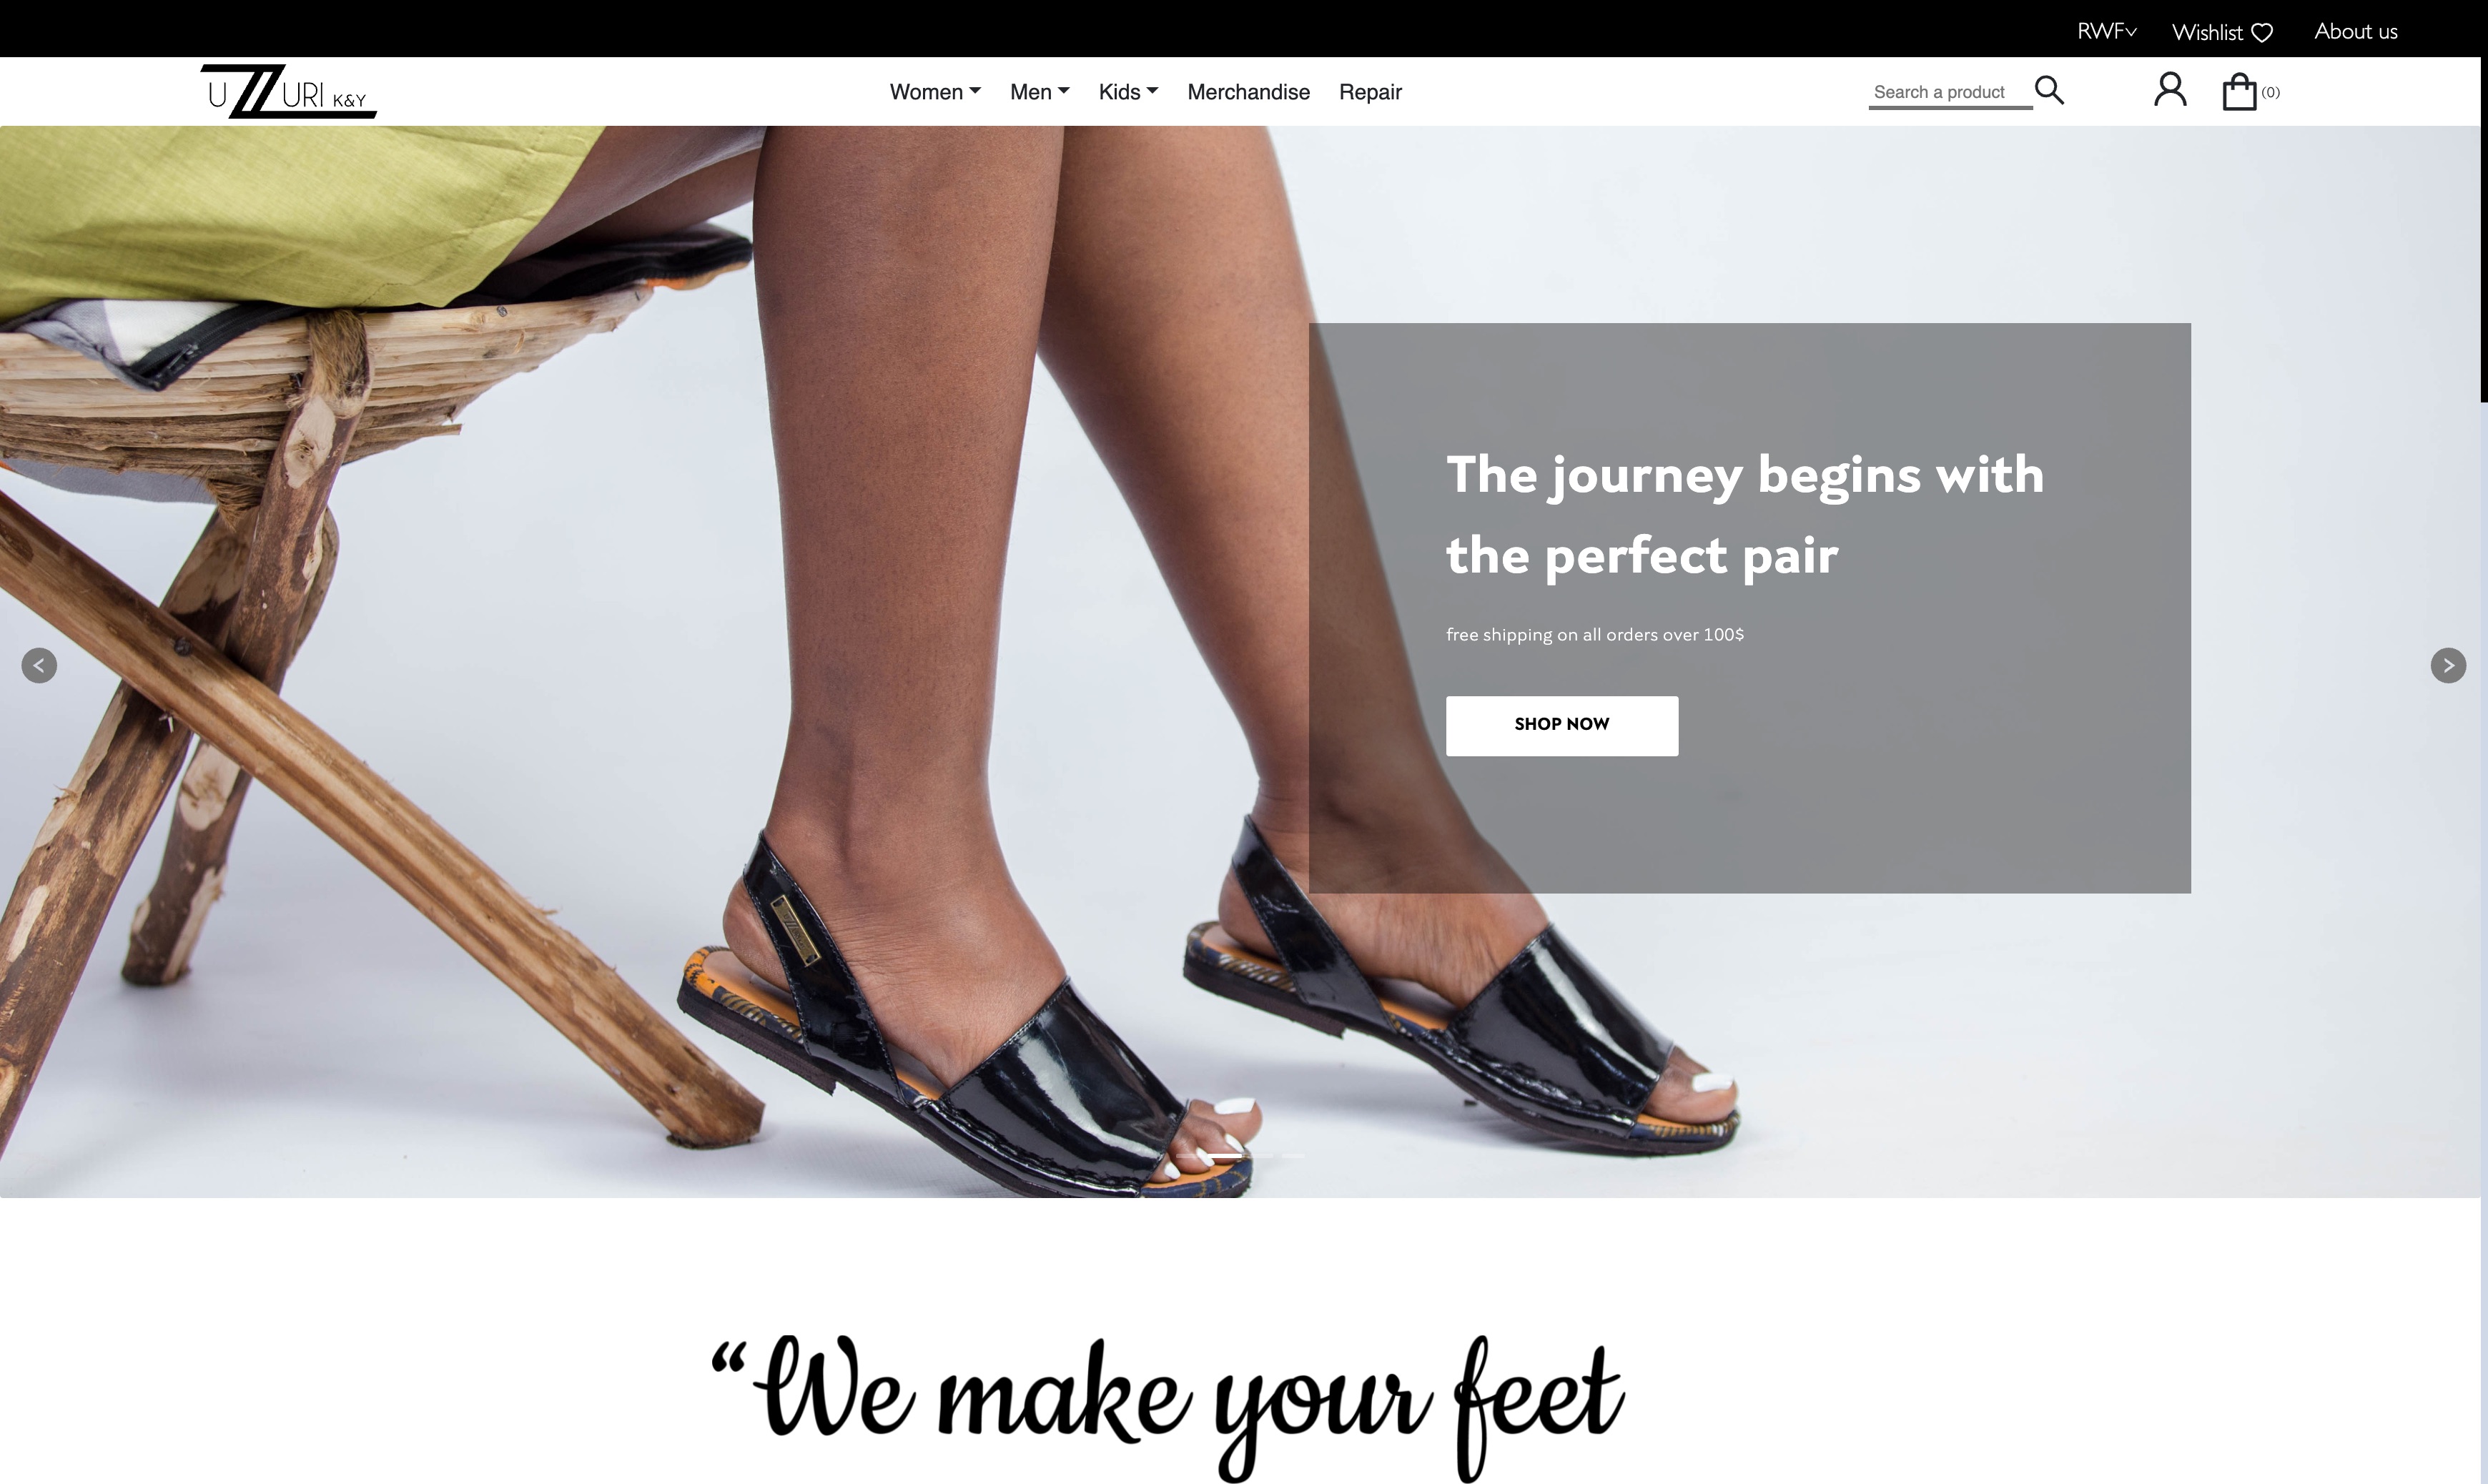 RWF
Wishlist
About us
UZURI K&Y
Women
Men
Kids
Merchandise
Repair
Search a product
(0)
The journey begins with
the perfect pair
free shipping on all orders over 100$
SHOP NOW
“We make your feet